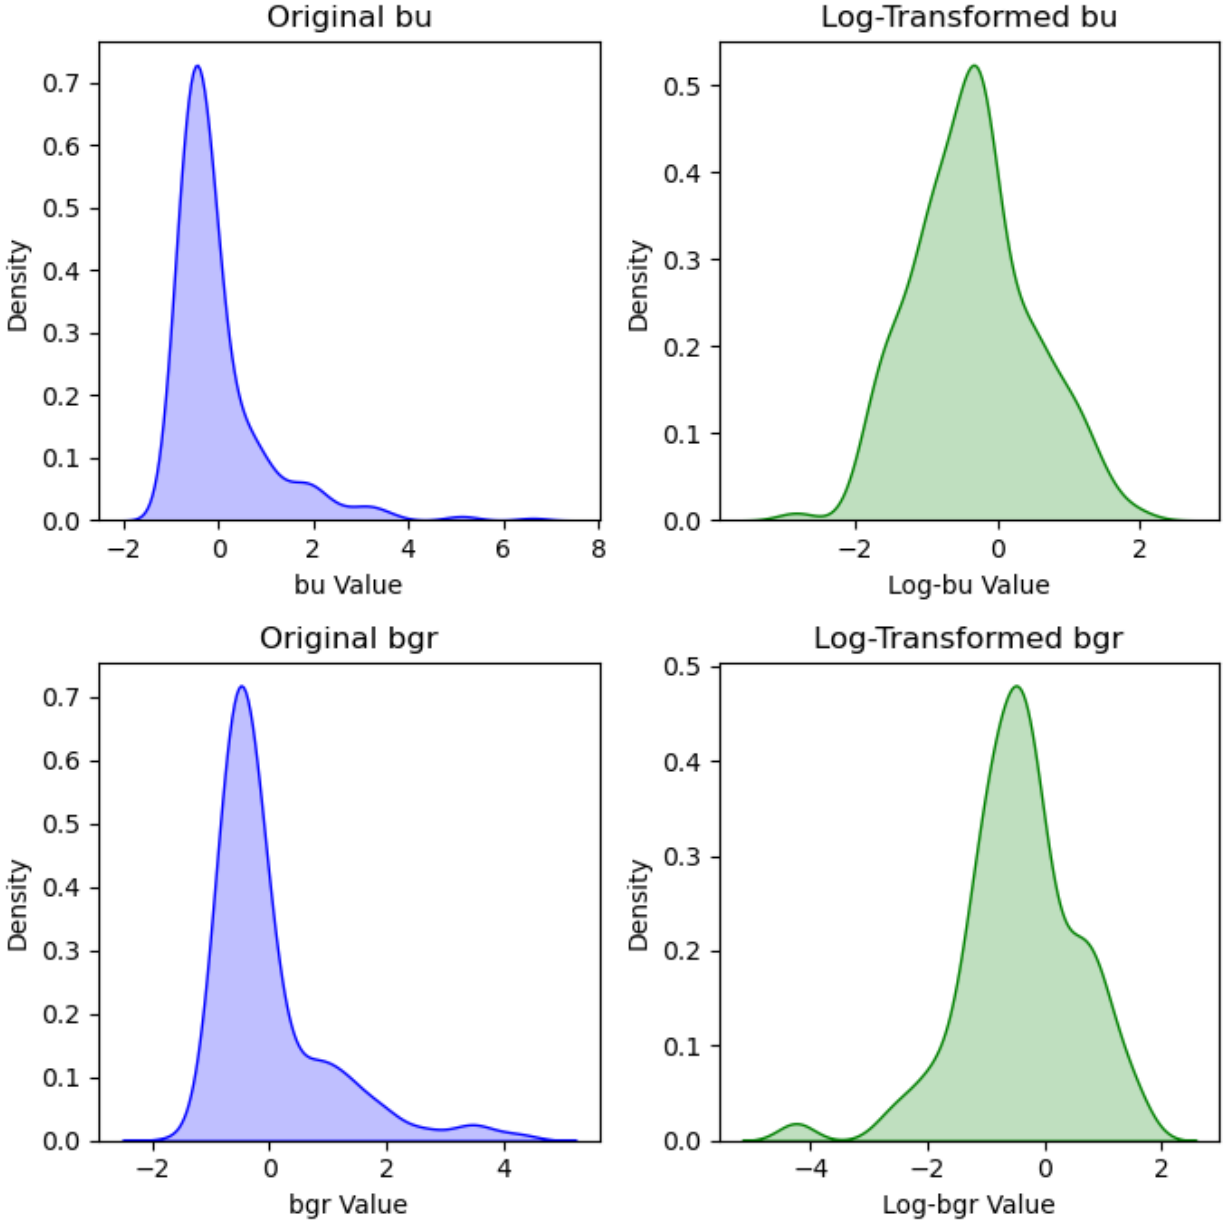 Original bu
Log-Transformed bu
Density
0.7
0.6
0.5
0.4
0.3
0.2
0.1
0.0
−2 0 2 4 6 8
bu Value
Density
0.5
0.4
0.3
0.2
0.1
0.0
−2 0 2
Log-bu Value
Original bgr
Log-Transformed bgr
Density
0.7
0.6
0.5
0.4
0.3
0.2
0.1
0.0
−2 0 2 4
bgr Value
Density
0.5
0.4
0.3
0.2
0.1
0.0
−4 −2 0 2
Log-bgr Value